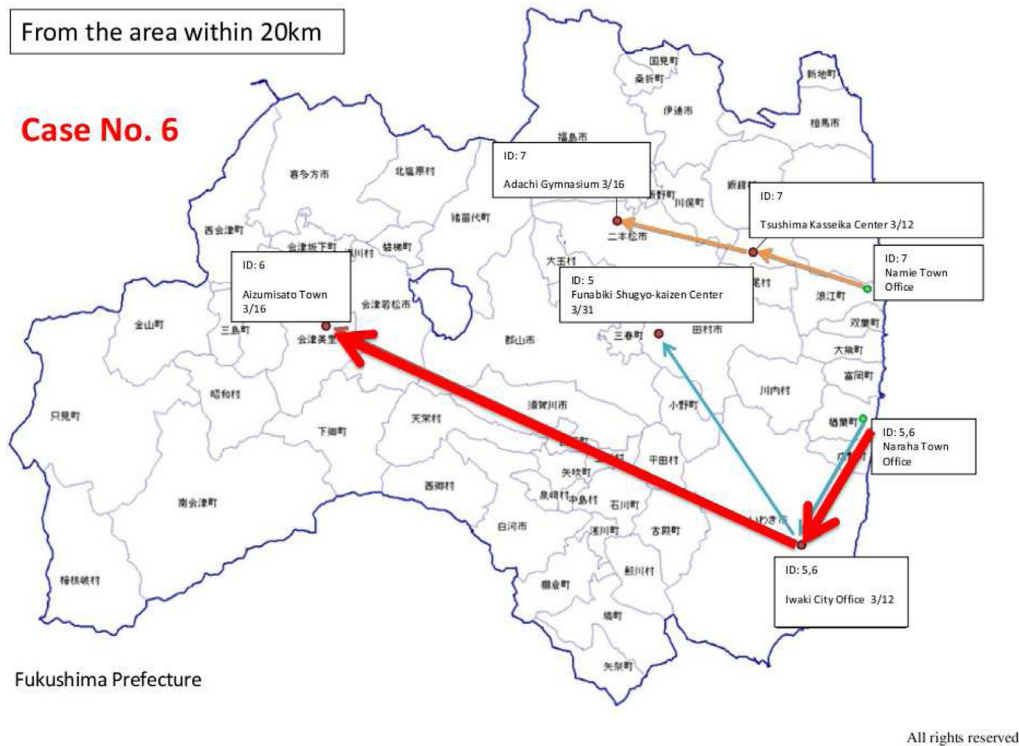 From the area within 20km
Case No. 6
国見町
桑折町
新地町
伊達市
相馬市
福島市
ID: 7
Adachi Gymnasium 3/16
喜多方市
北塩原村
飯野町
川俣町
ID: 7
Tsushima Kasseika Center 3/12
猪苗代町
西会津町
二本松市
会津坂下町
磐梯町
大玉村
ID: 7
Namie Town
Office
ID: 6
Aizumisato Town
3/16
ID: 5
Funabiki Shugyo-kaizen Center
3/31
浪江町
会津若松市
双葉町
金山町
三島町
会津美里
郡山市
三春町
田村市
大熊町
富岡町
川内村
昭和村
小野町
只見町
天栄村
須賀川市
楢葉町
ID: 5,6
Naraha Town
Office
下郷町
平田村
矢吹町
西郷村
泉崎村
中島村
石川町
南会津町
白河市
浅川町
古殿町
いわき市
鮫川村
ID: 5,6
Iwaki City Office 3/12
檜枝岐村
棚倉町
塙町
矢祭町
Fukushima Prefecture
All rights reserved